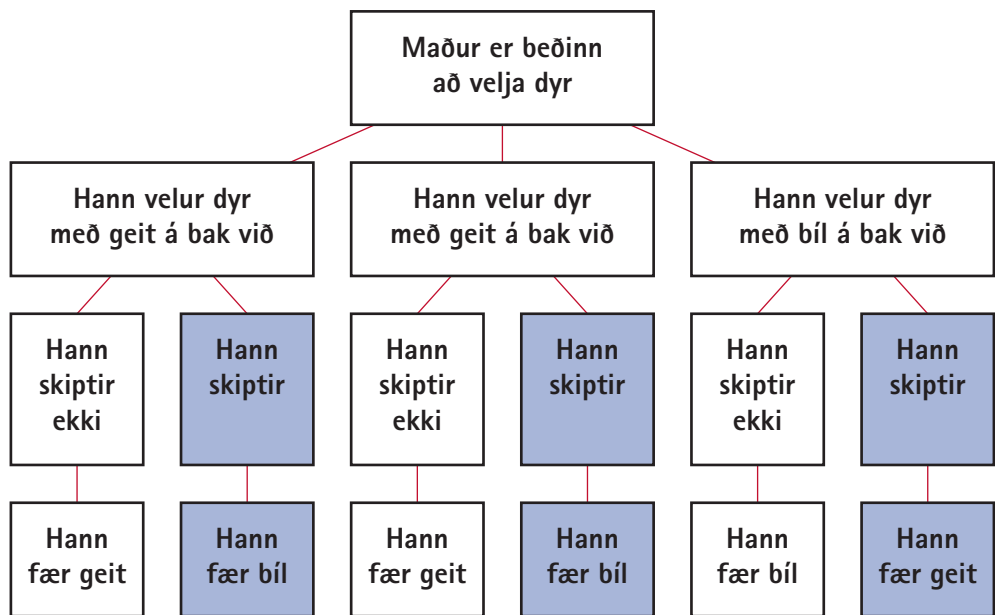 Maður er beðinn
að velja dyr
Hann velur dyr
með geit á bak við
Hann velur dyr
með geit á bak við
Hann velur dyr
með bíl á bak við
Hann
skiptir
ekki
Hann
skiptir
Hann
skiptir
ekki
Hann
skiptir
Hann
skiptir
ekki
Hann
skiptir
Hann
fær geit
Hann
fær bíl
Hann
fær geit
Hann
fær bíl
Hann
fær bíl
Hann
fær geit